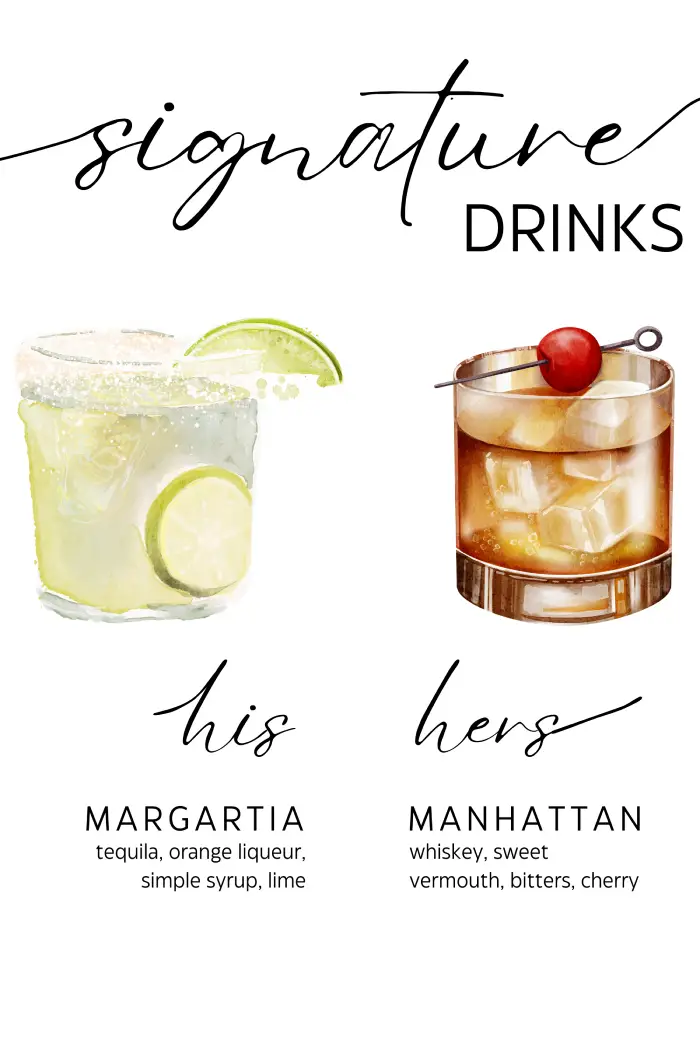 signature
DRINKS
his
hers
MARGARTIA
tequila, orange liqueur,
simple syrup, lime
MANHATTAN
whiskey, sweet
vermouth, bitters, cherry